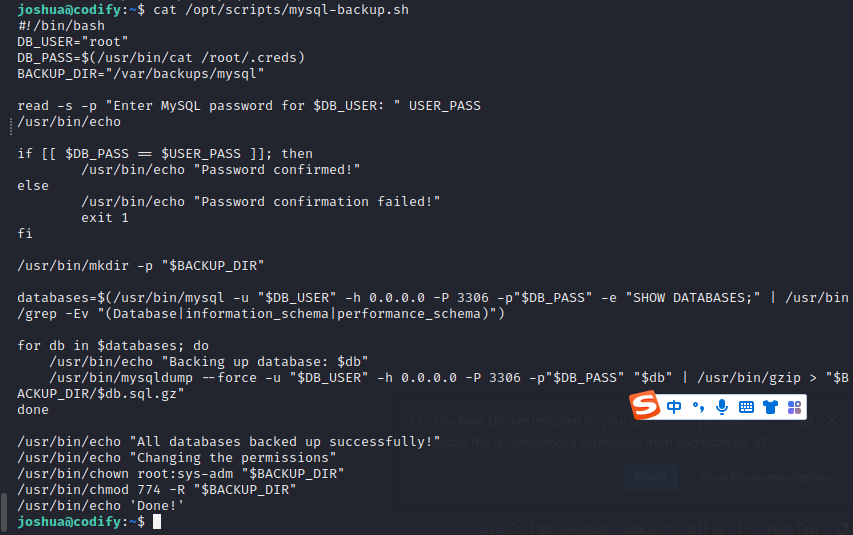 joshua@codify:~$ cat /opt/scripts/mysql-backup.sh
#!/bin/bash
DB_USER="root"
DB_PASS=$(/usr/bin/cat /root/.creds)
BACKUP_DIR="/var/backups/mysql"

read -s -p "Enter MySQL password for $DB_USER: " USER_PASS
/usr/bin/echo

if [[ $DB_PASS == $USER_PASS ]]; then
        /usr/bin/echo "Password confirmed!"
else
        /usr/bin/echo "Password confirmation failed!"
        exit 1
fi

/usr/bin/mkdir -p "$BACKUP_DIR"

databases=$(/usr/bin/mysql -u "$DB_USER" -h 0.0.0.0 -P 3306 -p"$DB_PASS" -e "SHOW DATABASES;" | /usr/bin
/grep -Ev "(Database|information_schema|performance_schema)")

for db in $databases; do
    /usr/bin/echo "Backing up database: $db"
    /usr/bin/mysqldump --force -u "$DB_USER" -h 0.0.0.0 -P 3306 -p"$DB_PASS" "$db" | /usr/bin/gzip > "$B
ACKUP_DIR/$db.sql.gz"
done
S 中
You have Docker installed on your
/usr/bin/echo "All databases backed up successfully!"
install the recommended extensions from Microsoft for it?
/usr/bin/echo "Changing the permissions"
/usr/bin/chown root:sys-adm "$BACKUP_DIR"
Install Show Recommendations
/usr/bin/chmod 774 -R "$BACKUP_DIR"
/usr/bin/echo 'Done!'
joshua@codify:~$
Ln 1, Col 1 (60 selected) Spaces: 4 UTF-8 LF Plain Text